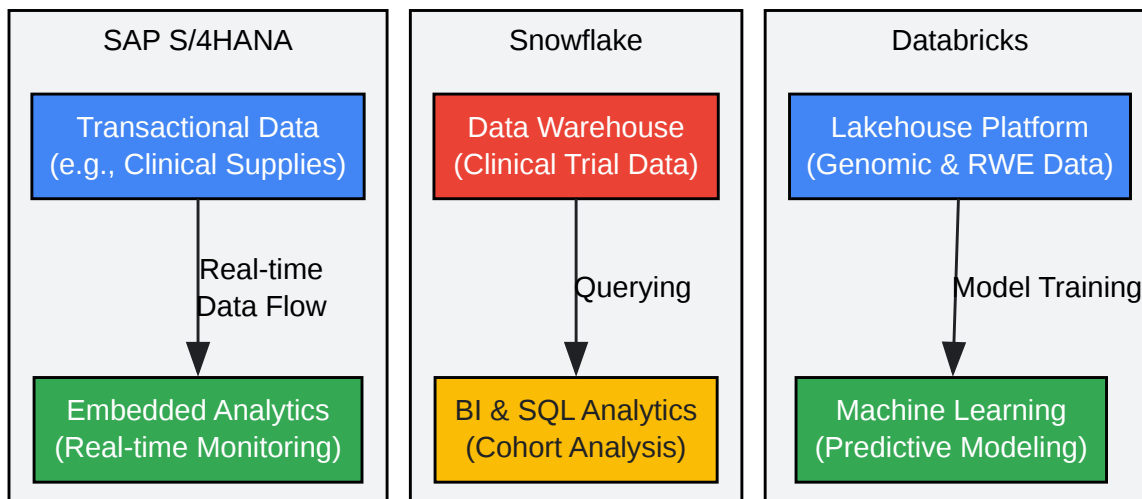 SAP S/4HANA
Transactional Data
(e.g., Clinical Supplies)
Real-time
Data Flow
Embedded Analytics
(Real-time Monitoring)
Snowflake
Data Warehouse
(Clinical Trial Data)
Querying
BI & SQL Analytics
(Cohort Analysis)
Databricks
Lakehouse Platform
(Genomic & RWE Data)
Model Training
Machine Learning
(Predictive Modeling)